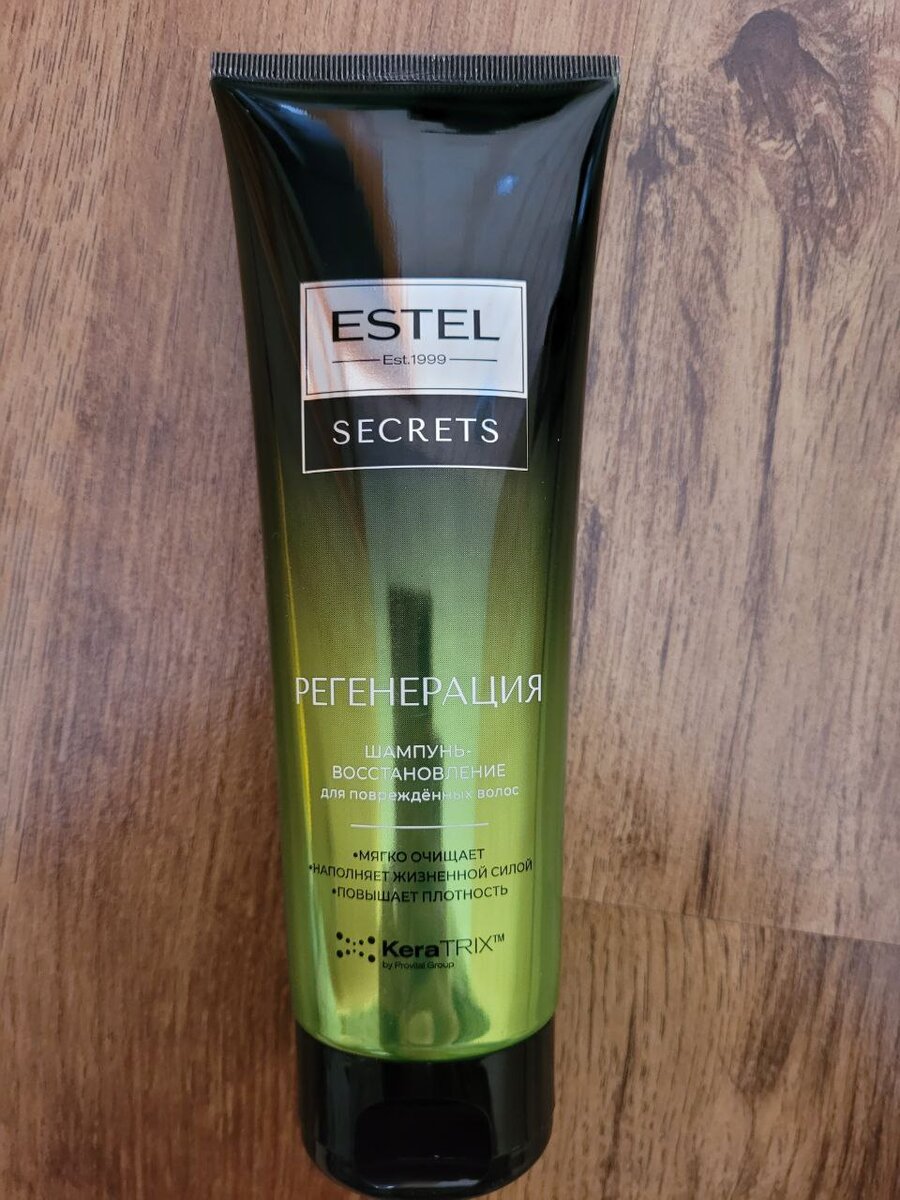 ESTEL
Est.1999
SECRETS
РЕГЕНЕРАЦИЯ
ШАМПУНЬ-
ВОССТАНОВЛЕНИЕ
для повреждённых волос
•МЯГКО ОЧИЩАЕТ
•НАПОЛНЯЕТ ЖИЗНЕННОЙ СИЛОЙ
•ПОВЫШАЕТ ПЛОТНОСТЬ
KeraTRIX™
by Provital Group